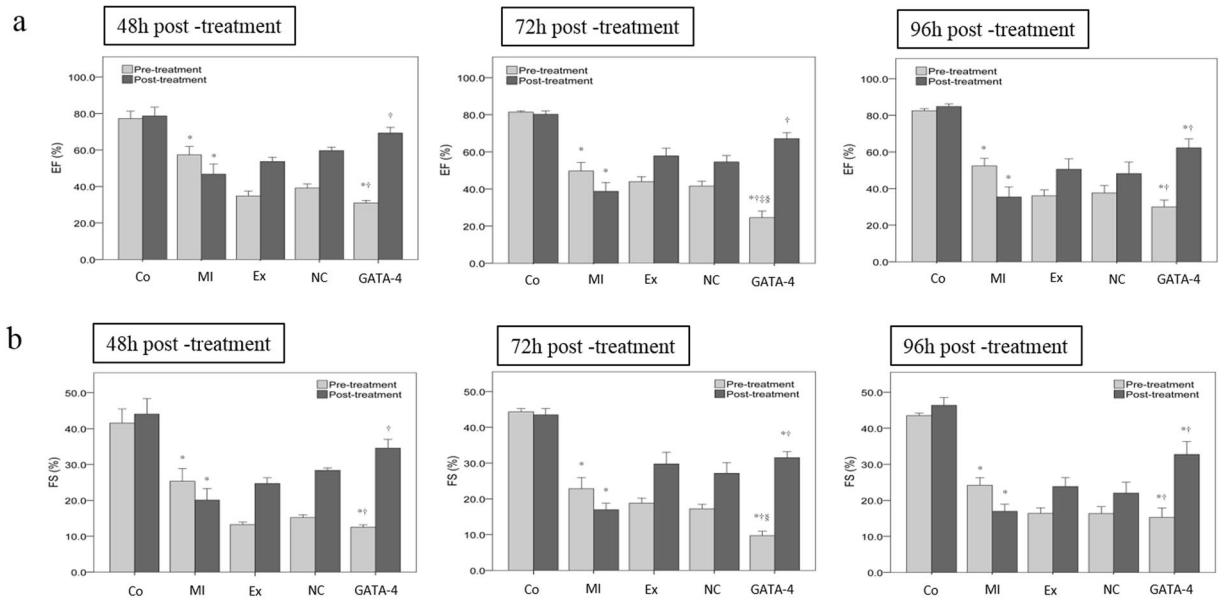 a
48h post -treatment
72h post -treatment
96h post -treatment
EF (%)
100.0
80.0
60.0
40.0
20.0
0.0
Pre-treatment
Post-treatment
*
*
*†
†
Co MI Ex NC GATA-4
EF (%)
100.0
80.0
60.0
40.0
20.0
0.0
Pre-treatment
Post-treatment
*
*
*†‡§
†
Co MI Ex NC GATA-4
EF (%)
100.0
80.0
60.0
40.0
20.0
0.0
Pre-treatment
Post-treatment
*
*
*†
*†
Co MI Ex NC GATA-4
b
48h post -treatment
72h post -treatment
96h post -treatment
FS (%)
50.0
40.0
30.0
20.0
10.0
0.0
Pre-treatment
Post-treatment
*
*
*†
†
Co MI Ex NC GATA-4
FS (%)
50.0
40.0
30.0
20.0
10.0
0.0
Pre-treatment
Post-treatment
*
*
*†§
*†
Co MI Ex NC GATA-4
FS (%)
50.0
40.0
30.0
20.0
10.0
0.0
Pre-treatment
Post-treatment
*
*
*†
*†
Co MI Ex NC GATA-4